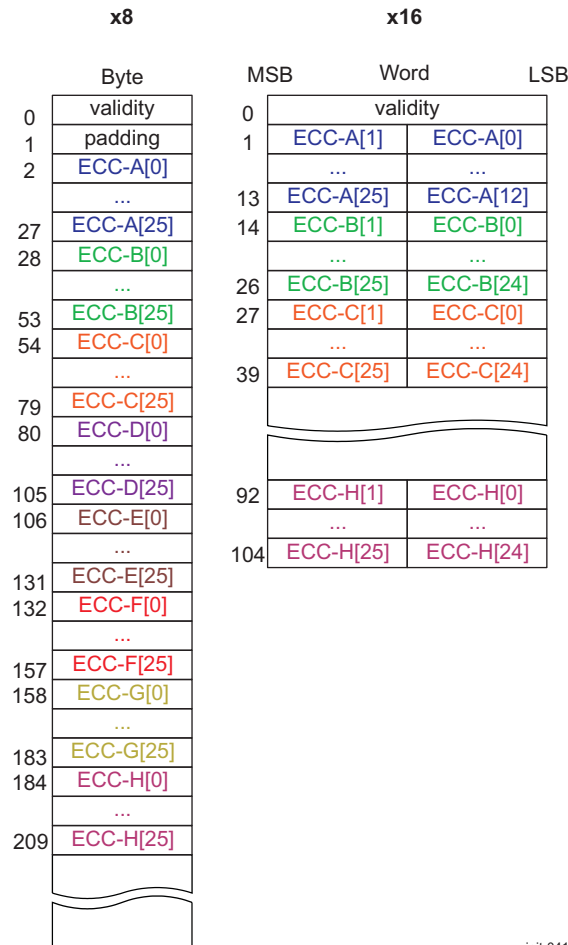 x8 x16
Byte MSB Word LSB
0 validity 0 validity
1 padding 1 ECC-A[1] ECC-A[0]
2 ECC-A[0] ... ...
... 13 ECC-A[25] ECC-A[12]
27 ECC-A[25] 14 ECC-B[1] ECC-B[0]
28 ECC-B[0] ... ...
... 26 ECC-B[25] ECC-B[24]
53 ECC-B[25] 27 ECC-C[1] ECC-C[0]
54 ECC-C[0] ... ...
... 39 ECC-C[25] ECC-C[24]
79 ECC-C[25]
80 ECC-D[0]
...
105 ECC-D[25] 92 ECC-H[1] ECC-H[0]
106 ECC-E[0] ... ...
... 104 ECC-H[25] ECC-H[24]
131 ECC-E[25]
132 ECC-F[0]
...
157 ECC-F[25]
158 ECC-G[0]
...
183 ECC-G[25]
184 ECC-H[0]
...
209 ECC-H[25]